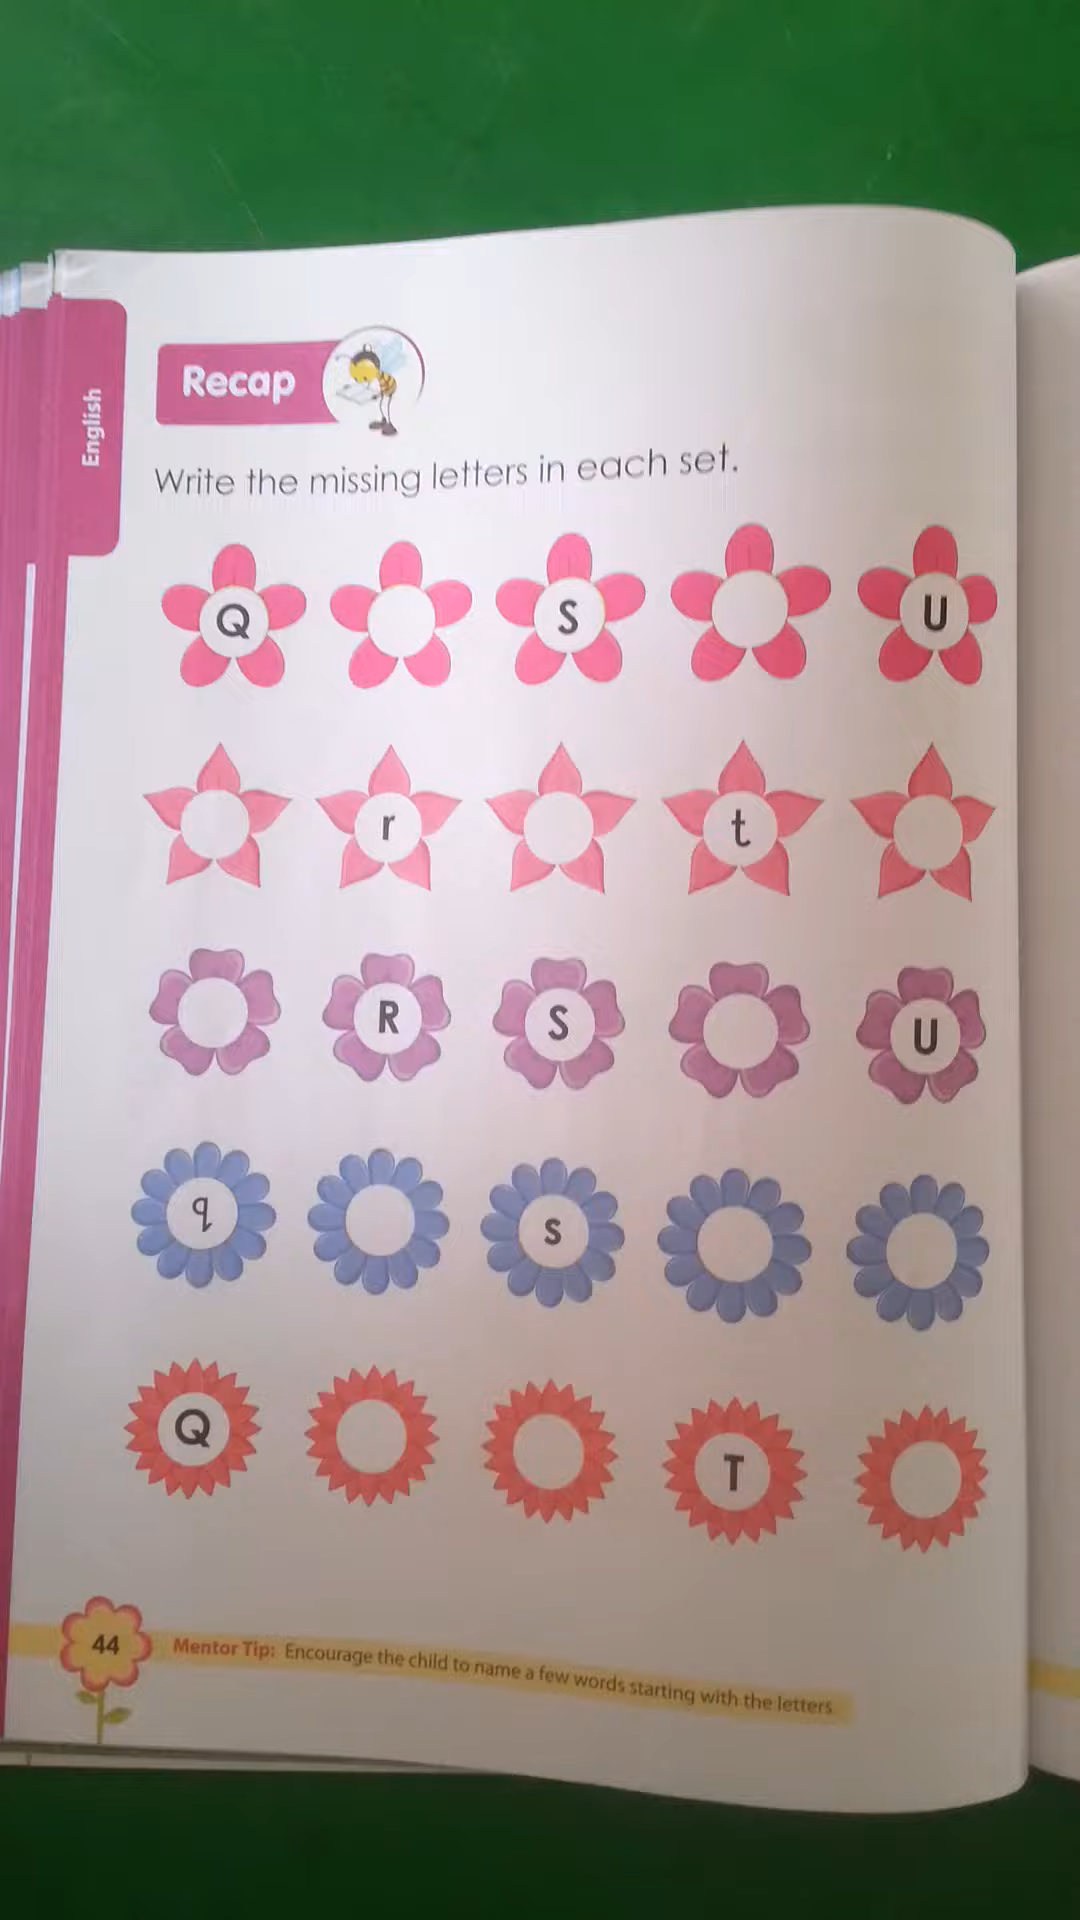 English
Recap
Write the missing letters in each set.
Q S U
r t
R S U
q s
Q T
44
Mentor Tip: Encourage the child to name a few words starting with the letters.